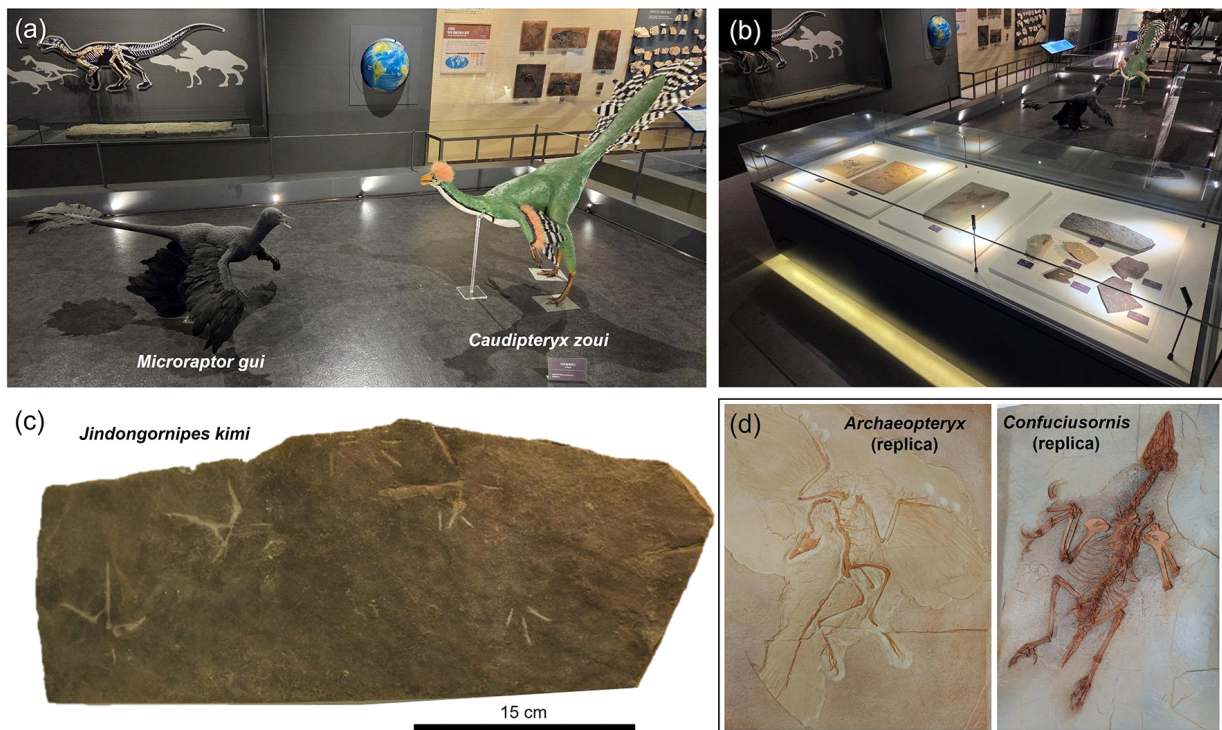 (a)
Microraptor gui
Caudipteryx zoui
(b)
(c)
Jindongornipes kimi
15 cm
(d)
Archaeopteryx
(replica)
Confuciusornis
(replica)